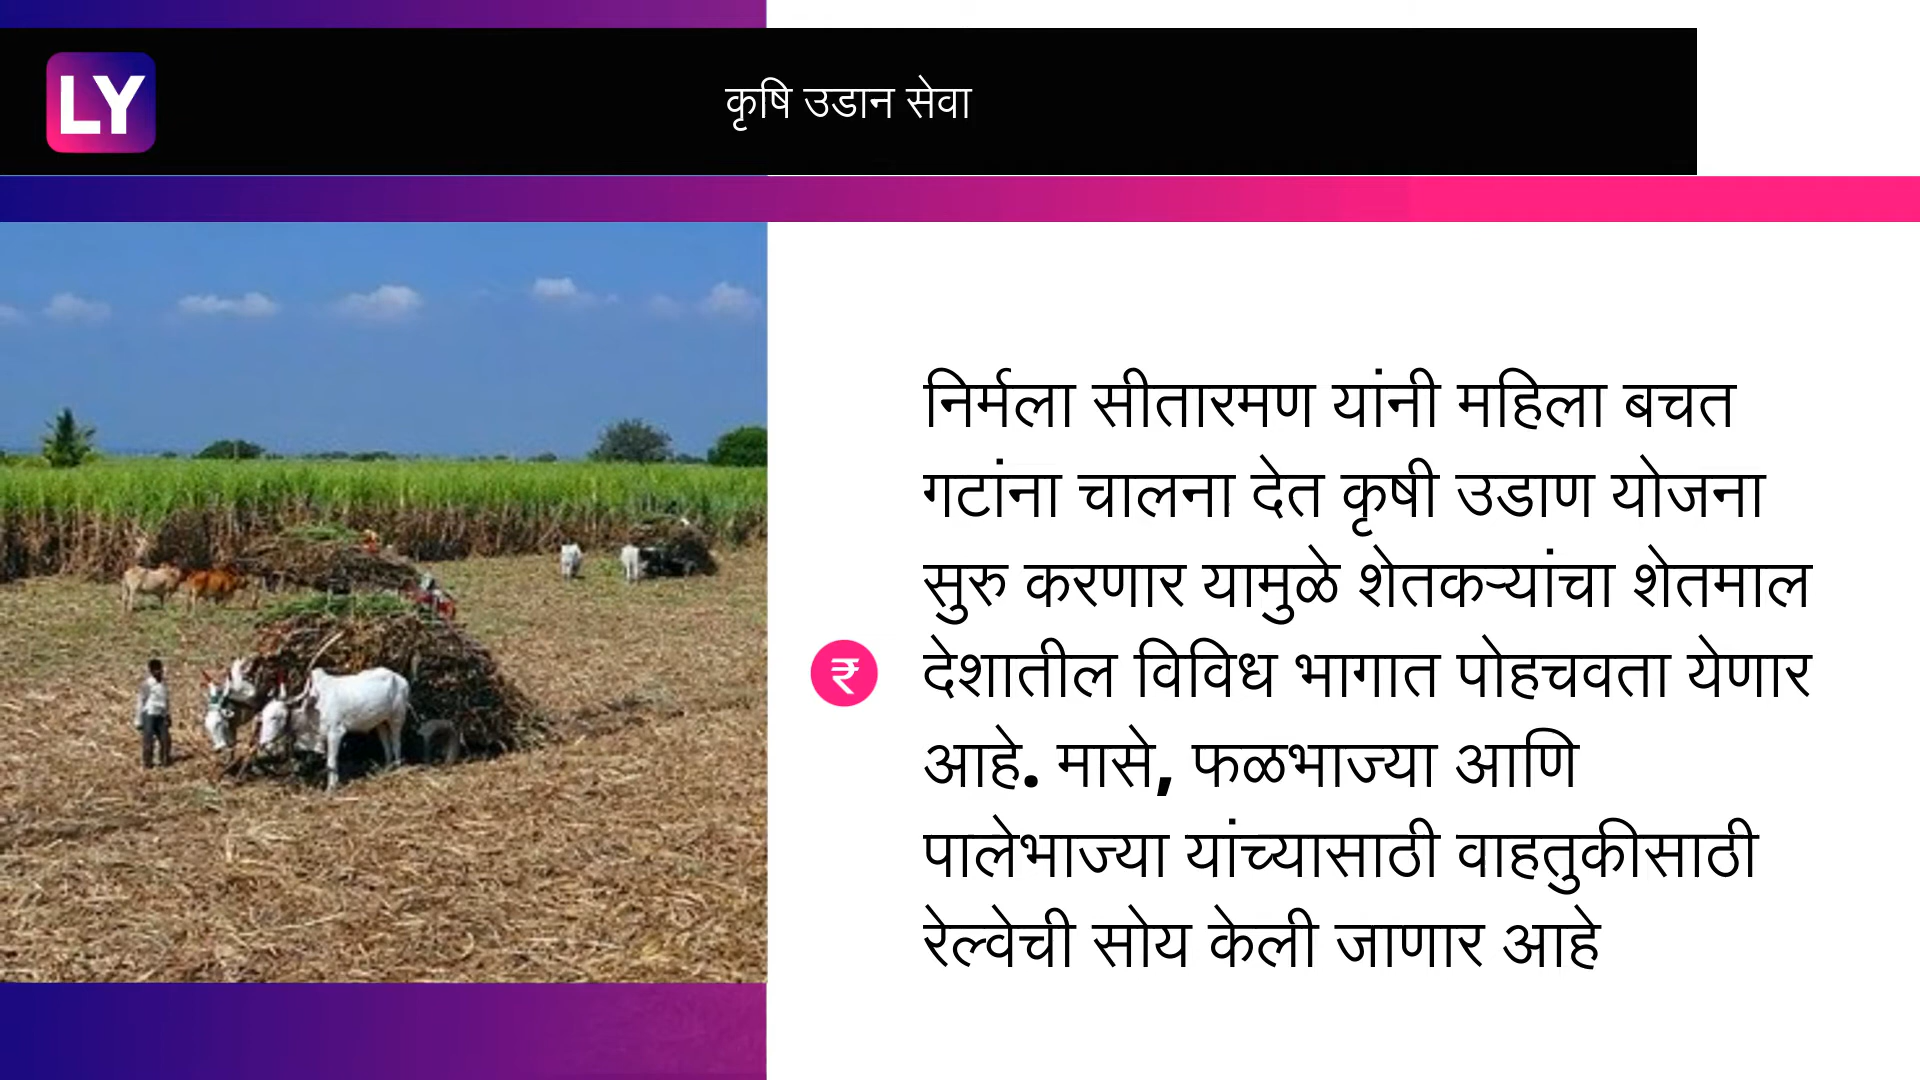 LY
कृषि उडान सेवा
निर्मला सीतारमण यांनी महिला बचत
गटांना चालना देत कृषी उडाण योजना
सुरु करणार यामुळे शेतकऱ्यांचा शेतमाल
देशातील विविध भागात पोहचवता येणार
आहे. मासे, फळभाज्या आणि
पालेभाज्या यांच्यासाठी वाहतुकीसाठी
रेल्वेची सोय केली जाणार आहे
₹